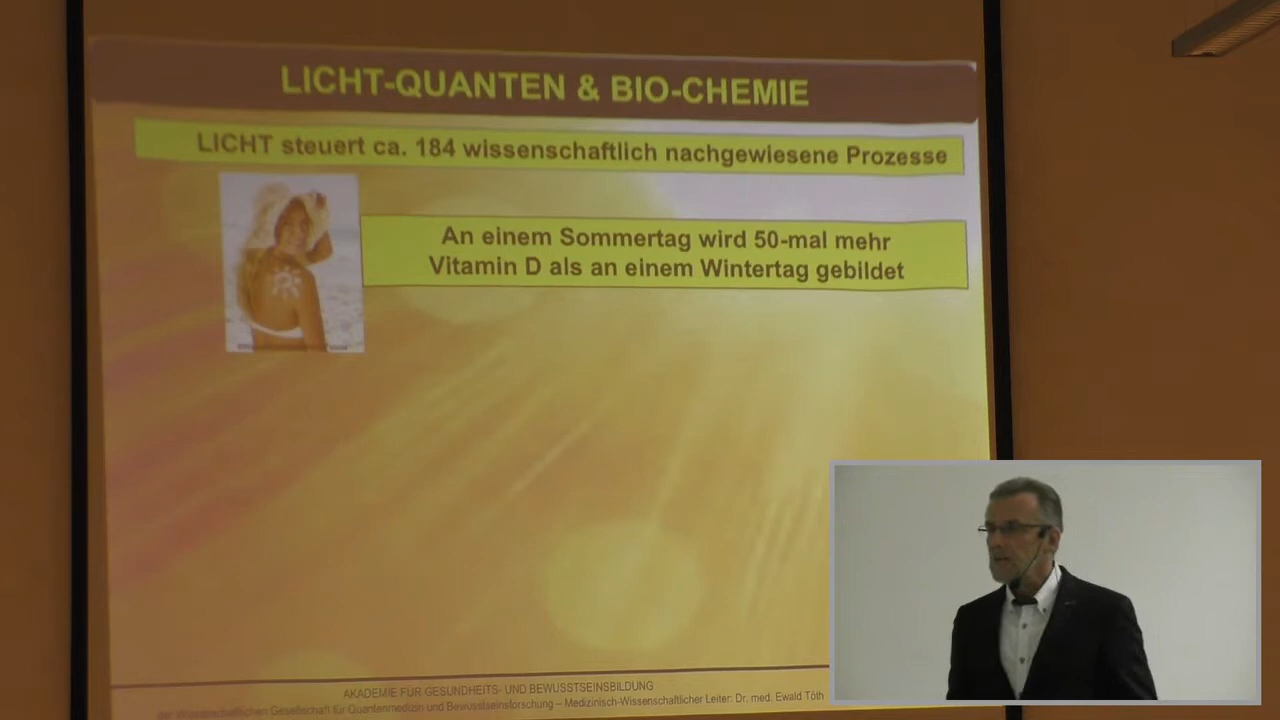 LICHT-QUANTEN & BIO-CHEMIE
LICHT steuert ca. 184 wissenschaftlich nachgewiesene Prozesse
An einem Sommertag wird 50-mal mehr
Vitamin D als an einem Wintertag gebildet
AKADEMIE FÜR GESUNDHEITS- UND BEWUSSTSEINSBILDUNG
der Wissenschaftlichen Gesellschaft für Quantenmedizin und Bewusstseinsforschung – Medizinisch-Wissenschaftlicher Leiter: Dr. med. Ewald Töth